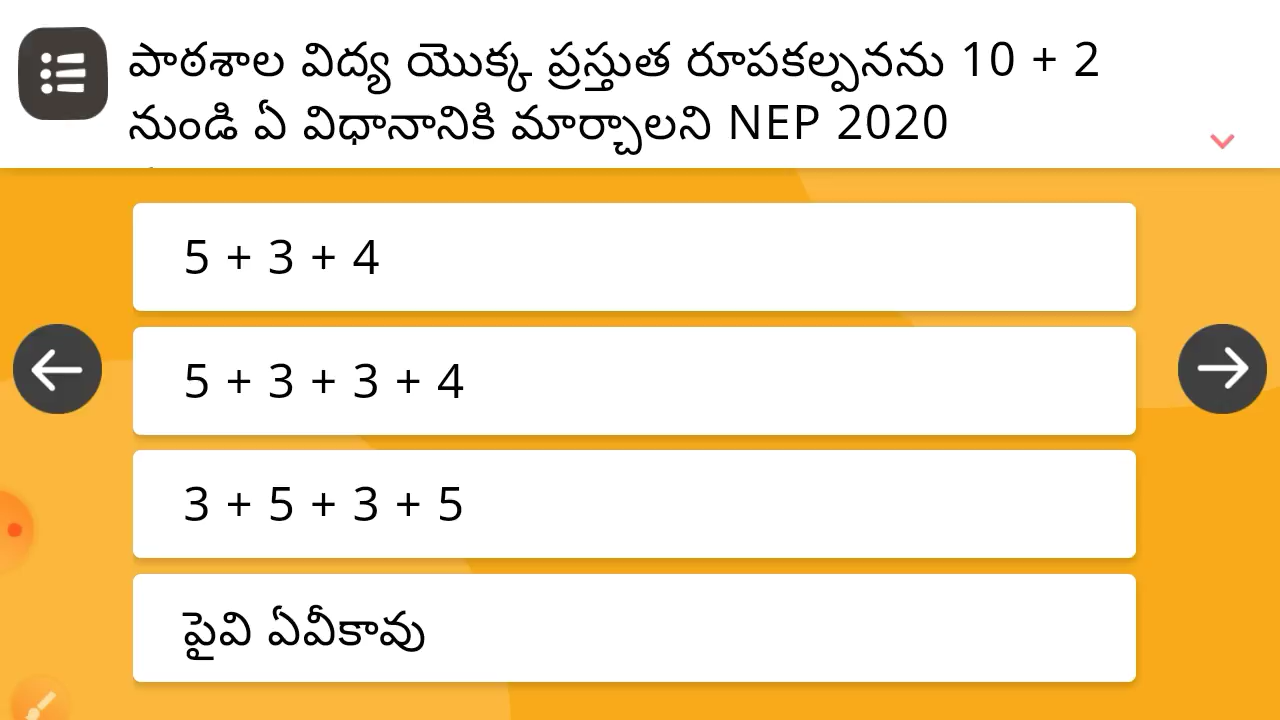 పాఠశాల విద్య యొక్క ప్రస్తుత రూపకల్పనను 10 + 2
నుండి ఏ విధానానికి మార్చాలని NEP 2020
5 + 3 + 4
5 + 3 + 3 + 4
3 + 5 + 3 + 5
పైవి ఏవీకావు